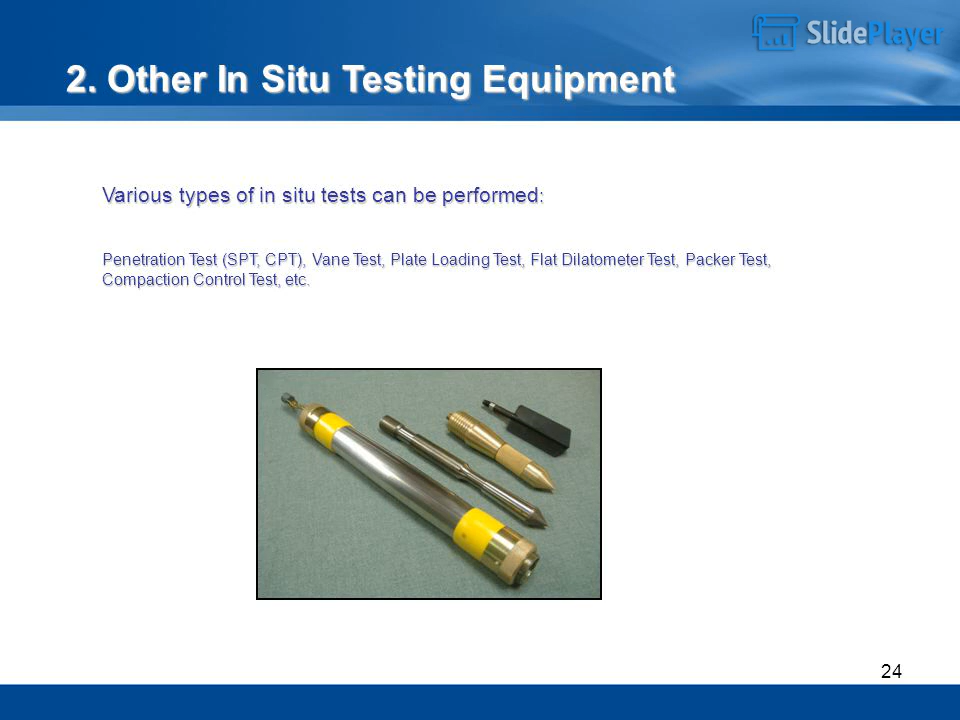 SlidePlayer
2. Other In Situ Testing Equipment
Various types of in situ tests can be performed:
Penetration Test (SPT, CPT), Vane Test, Plate Loading Test, Flat Dilatometer Test, Packer Test,
Compaction Control Test, etc.
24